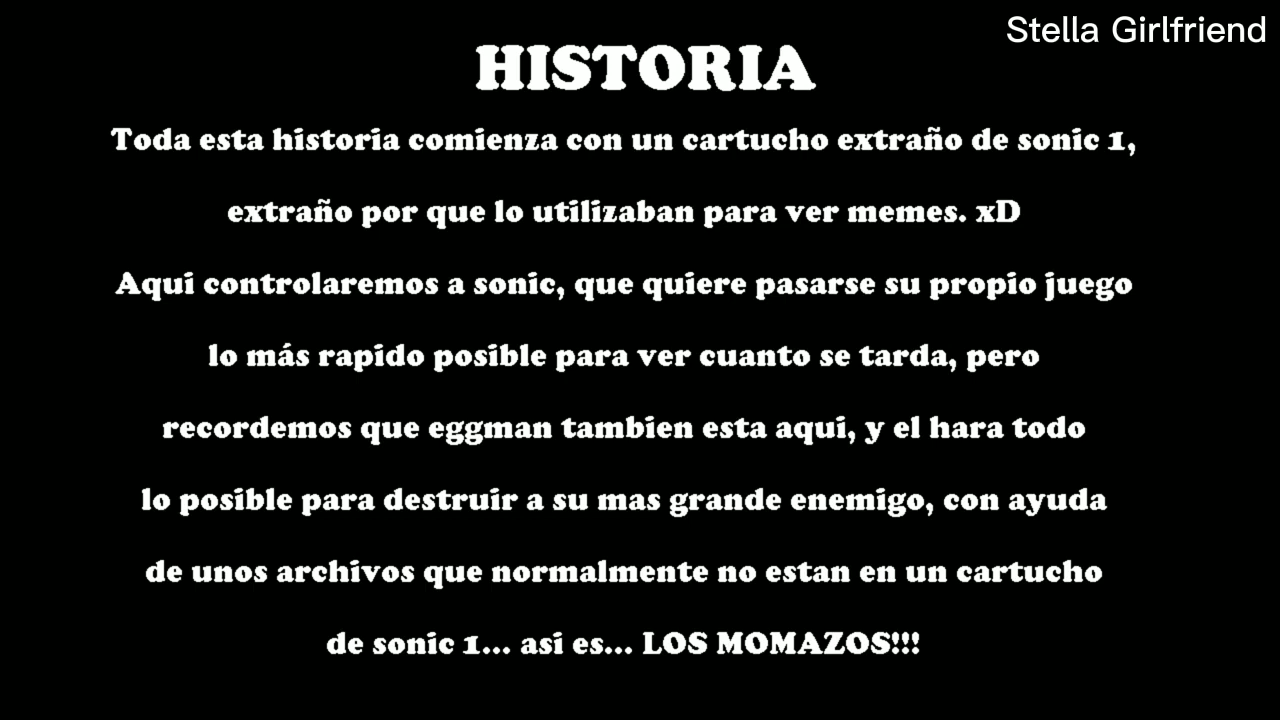 Stella Girlfriend
HISTORIA
Toda esta historia comienza con un cartucho extraño de sonic 1,
extraño por que lo utilizaban para ver memes. xD
Aqui controlaremos a sonic, que quiere pasarse su propio juego
lo más rapido posible para ver cuanto se tarda, pero
recordemos que eggman tambien esta aqui, y el hara todo
lo posible para destruir a su mas grande enemigo, con ayuda
de unos archivos que normalmente no estan en un cartucho
de sonic 1... asi es... LOS MOMAZOS!!!